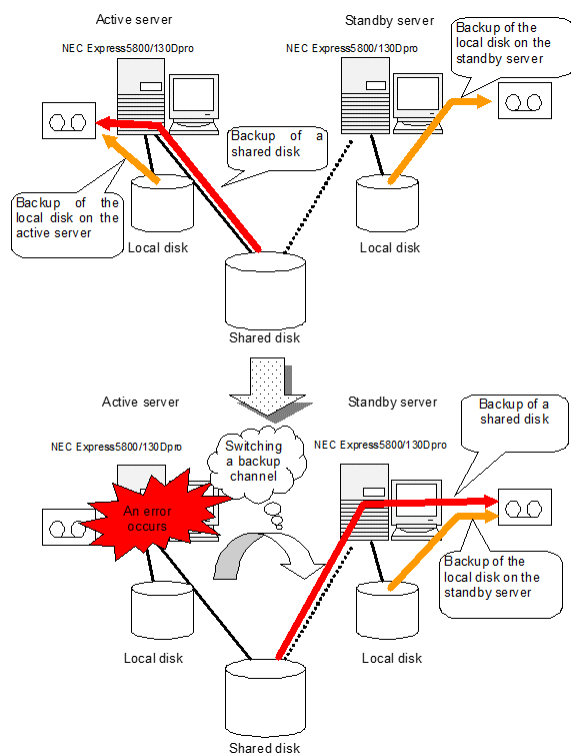 Active server
Standby server
NEC Express5800/130Dpro
NEC Express5800/130Dpro
Backup of the
local disk on the
standby server
Backup of a
shared disk
Backup of the
local disk on the
active server
Local disk
Local disk
Shared disk
Active server
Standby server
NEC Express5800/130Dpro
NEC Express5800/130Dpro
Switching
a backup
channel
Backup of a
shared disk
An error
occurs
Backup of the
local disk on the
standby server
Local disk
Local disk
Shared disk